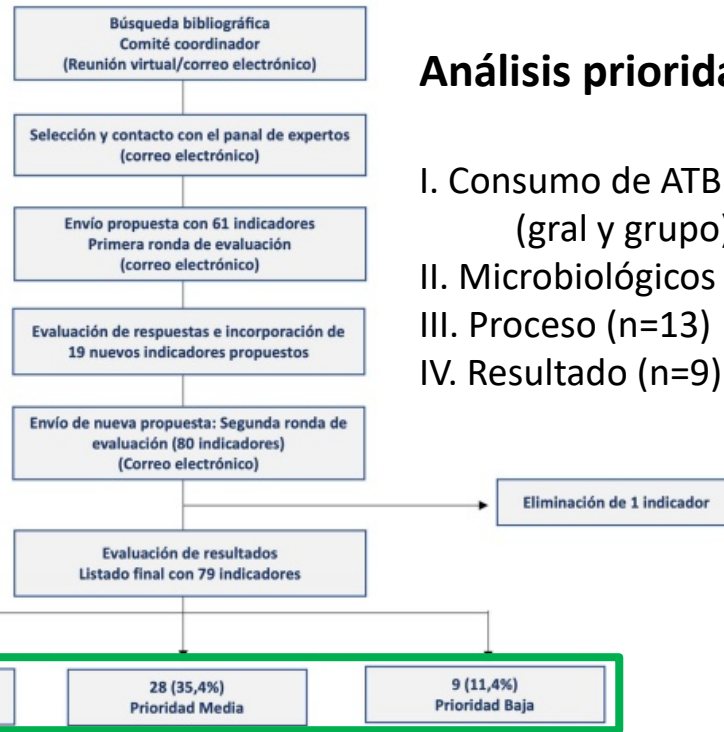 Búsqueda bibliográfica
Comité coordinador
(Reunión virtual/correo electrónico)
Selección y contacto con el panal de expertos
(correo electrónico)
Envío propuesta con 61 indicadores
Primera ronda de evaluación
(correo electrónico)
Evaluación de respuestas e incorporación de
19 nuevos indicadores propuestos
Envío de nueva propuesta: Segunda ronda de
evaluación (80 indicadores)
(Correo electrónico)
Eliminación de 1 indicador
Evaluación de resultados
Listado final con 79 indicadores
28 (35,4%)
Prioridad Media
9 (11,4%)
Prioridad Baja
Análisis priorida
I. Consumo de ATB
(gral y grupo)
II. Microbiológicos
III. Proceso (n=13)
IV. Resultado (n=9)